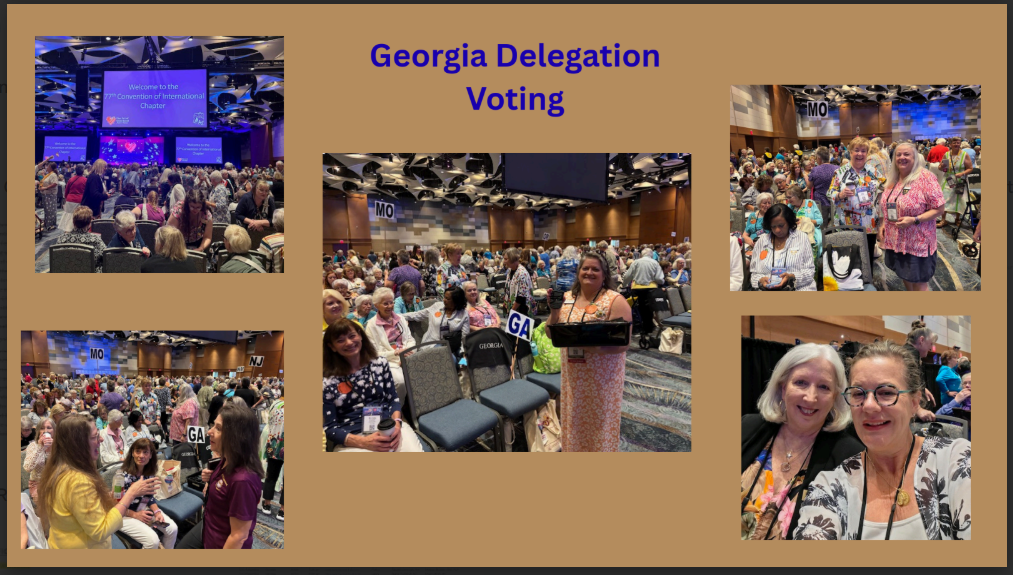 Georgia Delegation
Voting
Welcome to the
77th Convention of International
Chapter
MO
GA
GEORGIA
MO
MO
NJ
GA